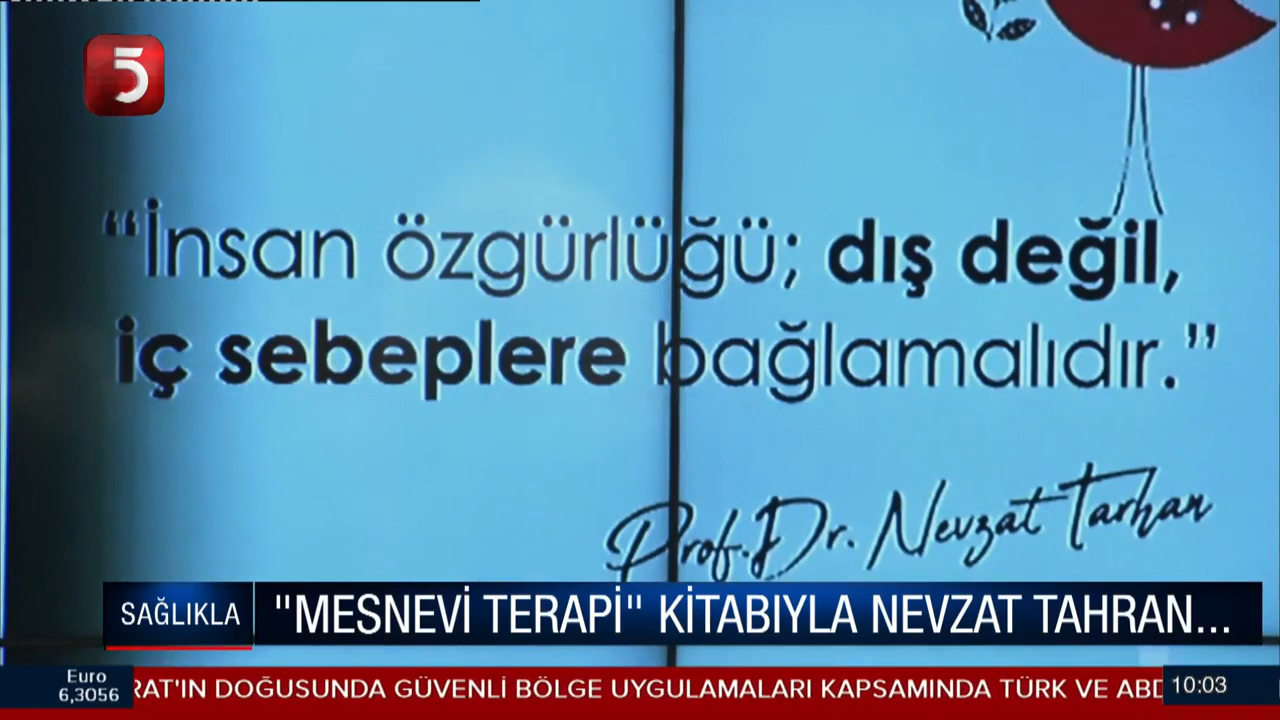 5
“İnsan özgürlüğü; dış değil,
iç sebeplere bağlamalıdır.”
Prof. Dr. Nevzat Tarhan
SAĞLIKLA
"MESNEVİ TERAPİ" KİTABIYLA NEVZAT TAHRAN...
Euro
6,3056
RAT'IN DOĞUSUNDA GÜVENLİ BÖLGE UYGULAMALARI KAPSAMINDA TÜRK VE ABD
10:03